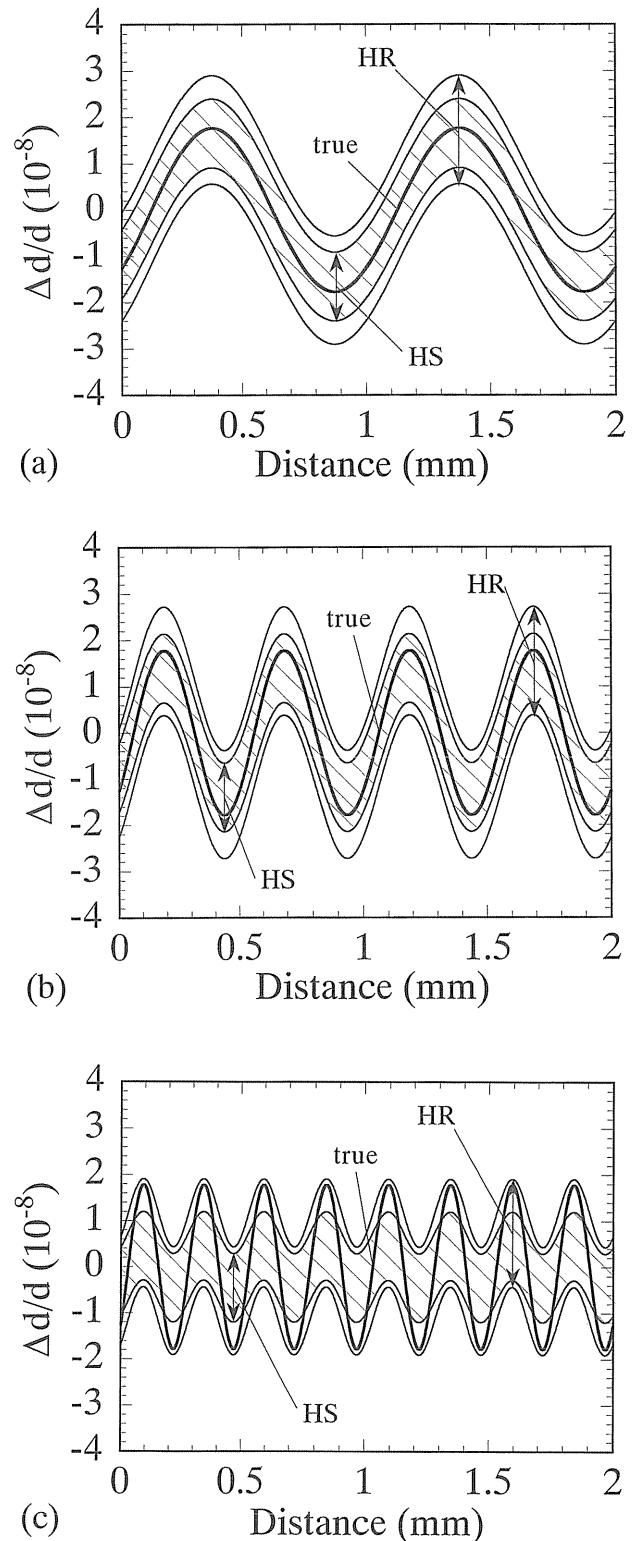 4
3
2
1
0
-1
-2
-3
-4
Δd/d (10⁻⁸)
HR
true
HS
0 0.5 1 1.5 2
(a) Distance (mm)
4
3
2
1
0
-1
-2
-3
-4
Δd/d (10⁻⁸)
HR
true
HS
0 0.5 1 1.5 2
(b) Distance (mm)
4
3
2
1
0
-1
-2
-3
-4
Δd/d (10⁻⁸)
HR
true
HS
0 0.5 1 1.5 2
(c) Distance (mm)